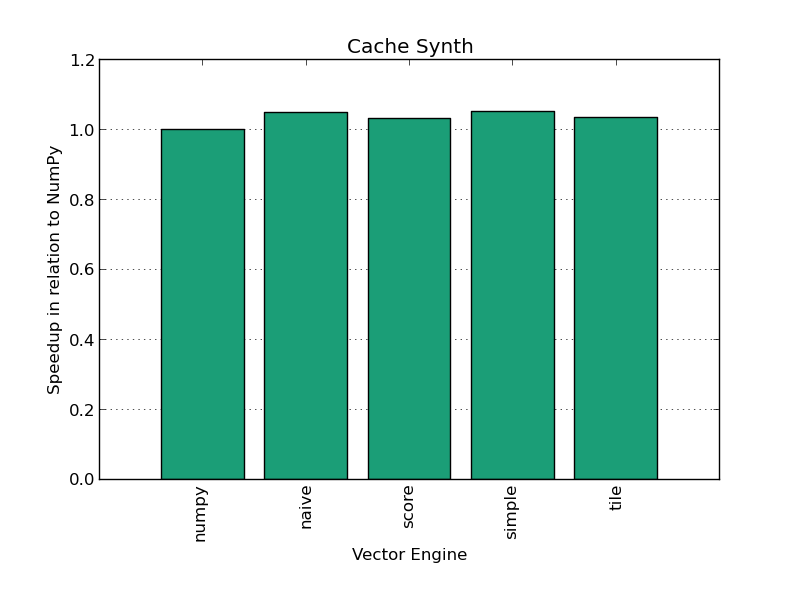 Cache Synth
1.2
1.0
0.8
0.6
0.4
0.2
0.0
Speedup in relation to NumPy
numpy
naive
score
simple
tile
Vector Engine